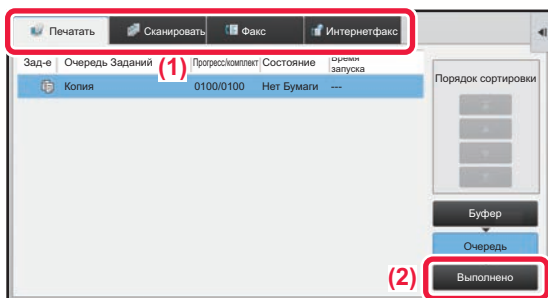 Печатать Сканировать Факс Интернетфакс
(1)
Зад-е Очередь Заданий Прогресс/комплект Состояние Время запуска
Копия 0100/0100 Нет Бумаги ---
Порядок сортировки
Буфер
Очередь
(2) Выполнено